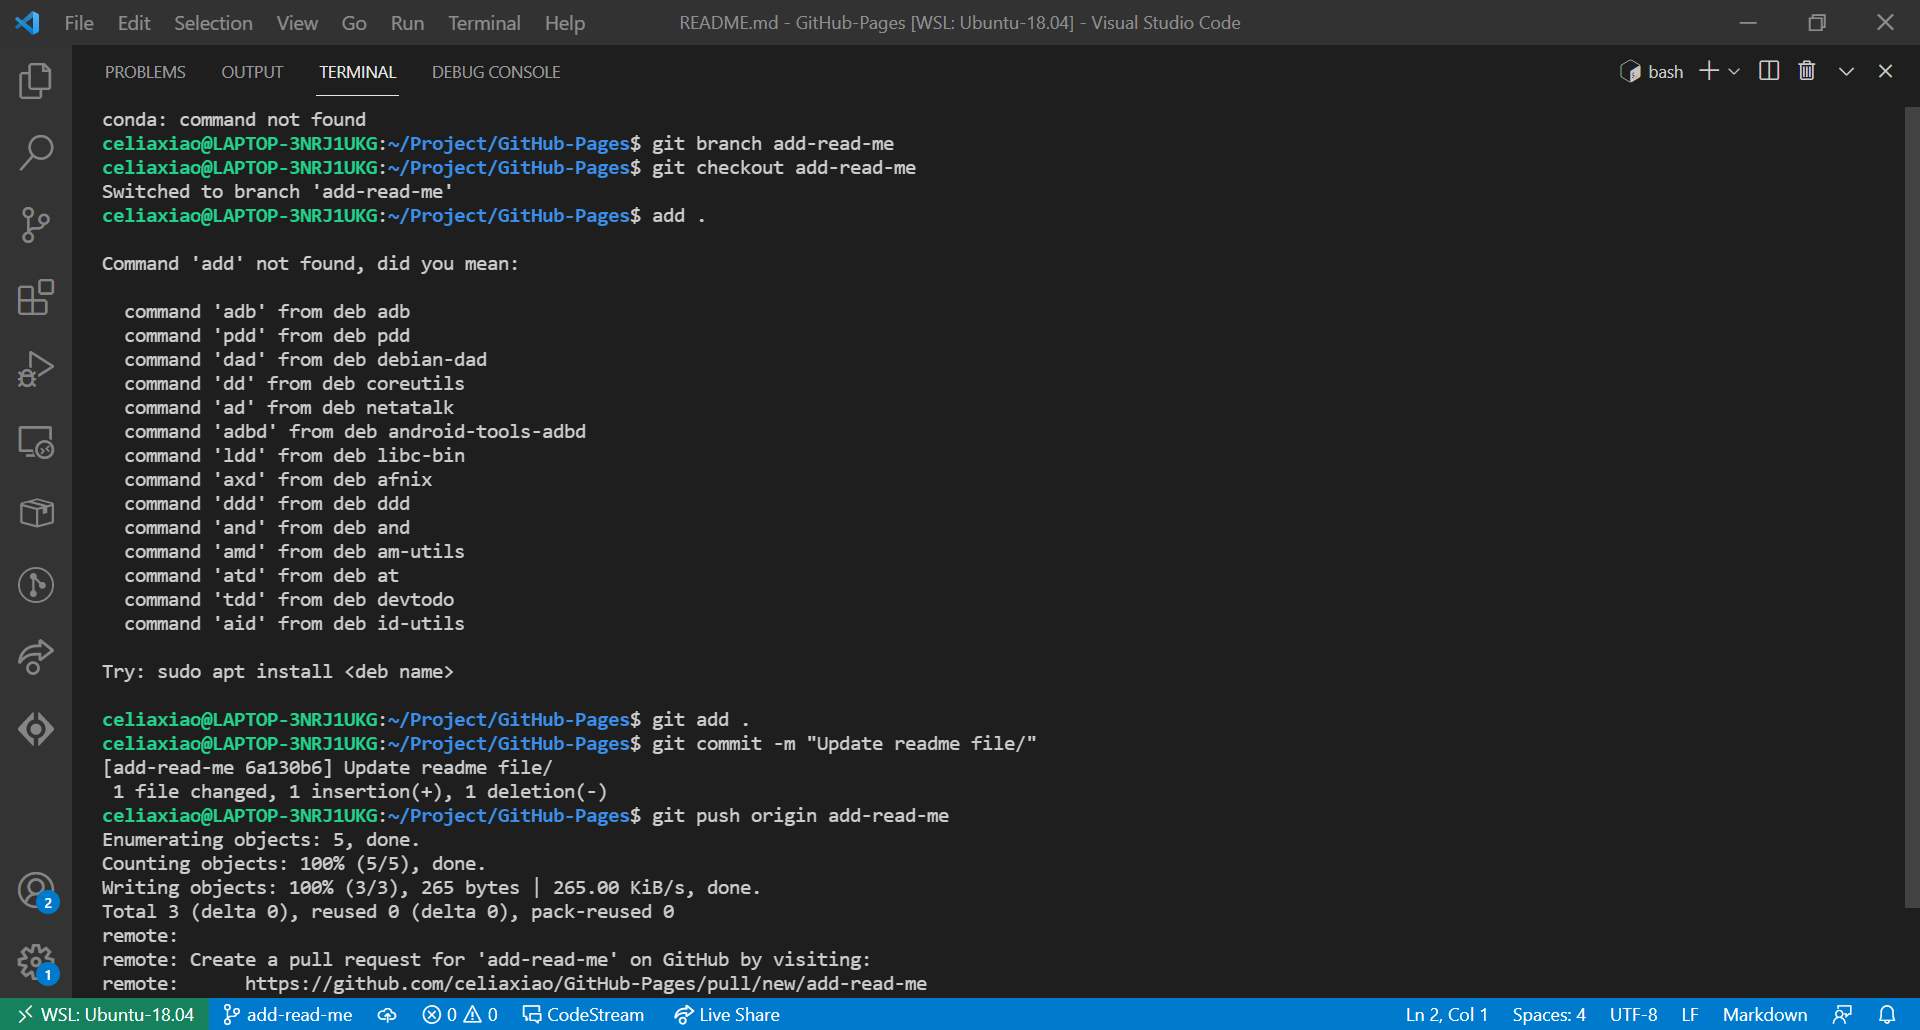 File Edit Selection View Go Run Terminal Help README.md - GitHub-Pages [WSL: Ubuntu-18.04] - Visual Studio Code
PROBLEMS OUTPUT TERMINAL DEBUG CONSOLE bash
conda: command not found
celiaxiao@LAPTOP-3NRJ1UKG:~/Project/GitHub-Pages$ git branch add-read-me
celiaxiao@LAPTOP-3NRJ1UKG:~/Project/GitHub-Pages$ git checkout add-read-me
Switched to branch 'add-read-me'
celiaxiao@LAPTOP-3NRJ1UKG:~/Project/GitHub-Pages$ add .
Command 'add' not found, did you mean:
command 'adb' from deb adb
command 'pdd' from deb pdd
command 'dad' from deb debian-dad
command 'dd' from deb coreutils
command 'ad' from deb netatalk
command 'adbd' from deb android-tools-adbd
command 'ldd' from deb libc-bin
command 'axd' from deb afnix
command 'ddd' from deb ddd
command 'and' from deb and
command 'amd' from deb am-utils
command 'atd' from deb at
command 'tdd' from deb devtodo
command 'aid' from deb id-utils
Try: sudo apt install <deb name>
celiaxiao@LAPTOP-3NRJ1UKG:~/Project/GitHub-Pages$ git add .
celiaxiao@LAPTOP-3NRJ1UKG:~/Project/GitHub-Pages$ git commit -m "Update readme file/"
[add-read-me 6a130b6] Update readme file/
1 file changed, 1 insertion(+), 1 deletion(-)
celiaxiao@LAPTOP-3NRJ1UKG:~/Project/GitHub-Pages$ git push origin add-read-me
Enumerating objects: 5, done.
Counting objects: 100% (5/5), done.
Writing objects: 100% (3/3), 265 bytes | 265.00 KiB/s, done.
Total 3 (delta 0), reused 0 (delta 0), pack-reused 0
remote:
remote: Create a pull request for 'add-read-me' on GitHub by visiting:
remote: https://github.com/celiaxiao/GitHub-Pages/pull/new/add-read-me
2
1
WSL: Ubuntu-18.04 add-read-me 0 0 CodeStream Live Share Ln 2, Col 1 Spaces: 4 UTF-8 LF Markdown